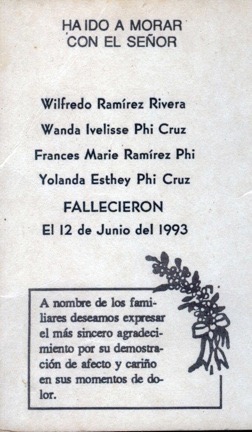 HA IDO A MORAR
CON EL SEÑOR
Wilfredo Ramírez Rivera
Wanda Ivelisse Phi Cruz
Frances Marie Ramírez Phi
Yolanda Esthey Phi Cruz
FALLECIERON
El 12 de Junio del 1993
A nombre de los fami-
liares deseamos expresar
el más sincero agradeci-
miento por su demostra-
ción de afecto y cariño
en sus momentos de do-
lor.